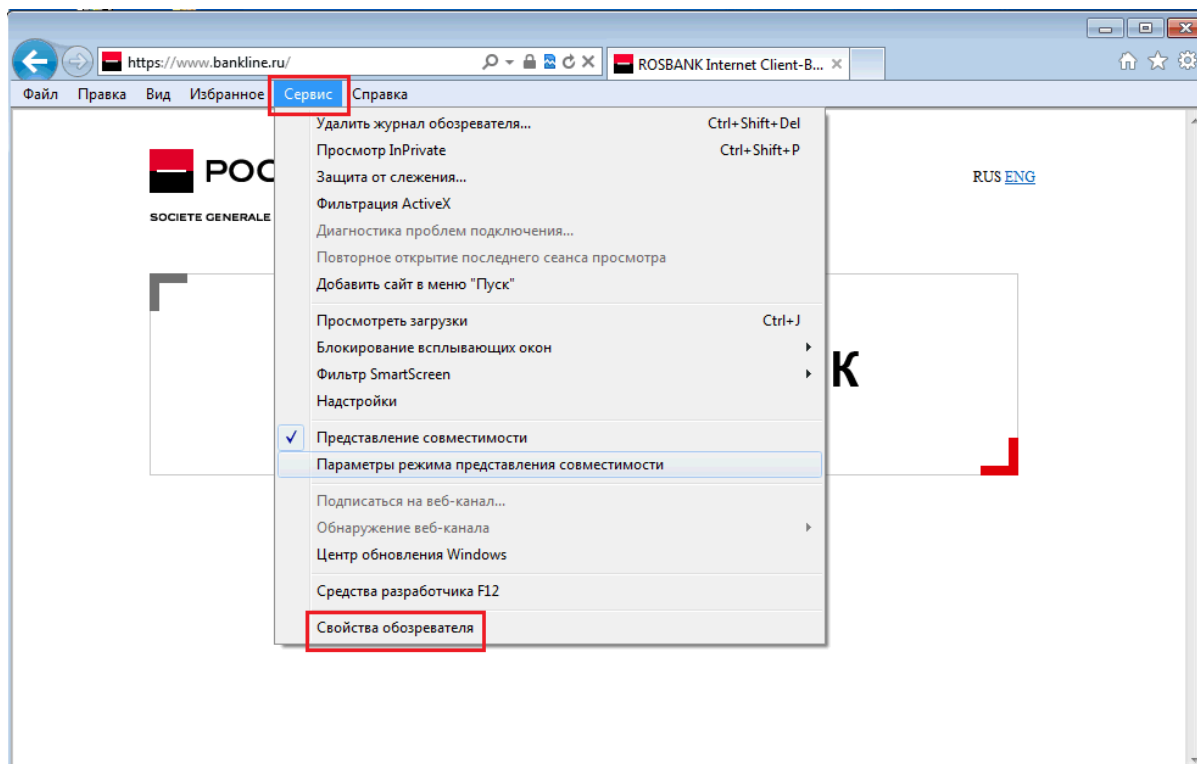 https://www.bankline.ru/
ROSBANK Internet Client-B...
Файл Правка Вид Избранное Сервис Справка
Удалить журнал обозревателя... Ctrl+Shift+Del
Просмотр InPrivate Ctrl+Shift+P
Защита от слежения...
Фильтрация ActiveX
Диагностика проблем подключения...
Повторное открытие последнего сеанса просмотра
Добавить сайт в меню "Пуск"
Просмотреть загрузки Ctrl+J
Блокирование всплывающих окон
Фильтр SmartScreen
Надстройки
Представление совместимости
Параметры режима представления совместимости
Подписаться на веб-канал...
Обнаружение веб-канала
Центр обновления Windows
Средства разработчика F12
Свойства обозревателя
РОС
SOCIETE GENERALE
RUS ENG
К